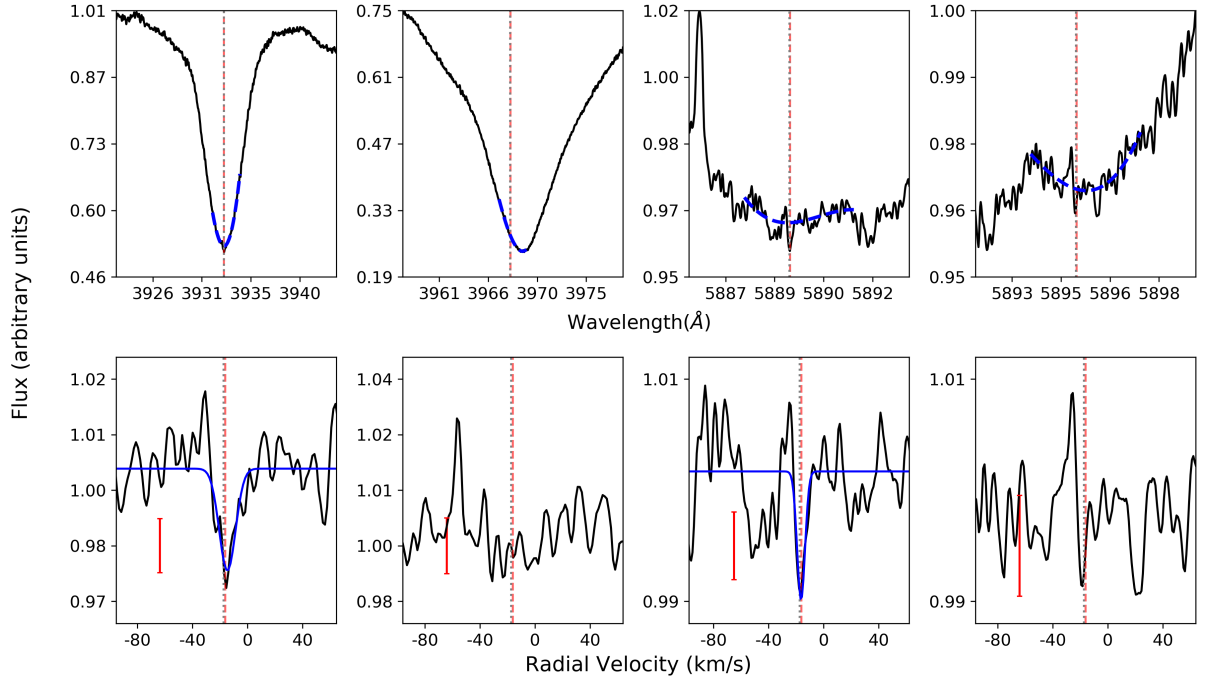 1.01 0.75 1.02 1.00
0.87 0.61 1.00 0.99
0.73 0.47 0.98 0.98
0.60 0.33 0.97 0.96
0.46 0.19 0.95 0.95
3926 3931 3935 3940 3961 3966 3970 3975 5887 5889 5890 5892 5893 5895 5896 5898
Wavelength(Å)
Flux (arbitrary units)
1.02 1.04 1.01 1.01
1.01 1.02
1.00 1.01
0.98 1.00
0.97 0.98 0.99 0.99
-80 -40 0 40 -80 -40 0 40 -80 -40 0 40 -80 -40 0 40
Radial Velocity (km/s)